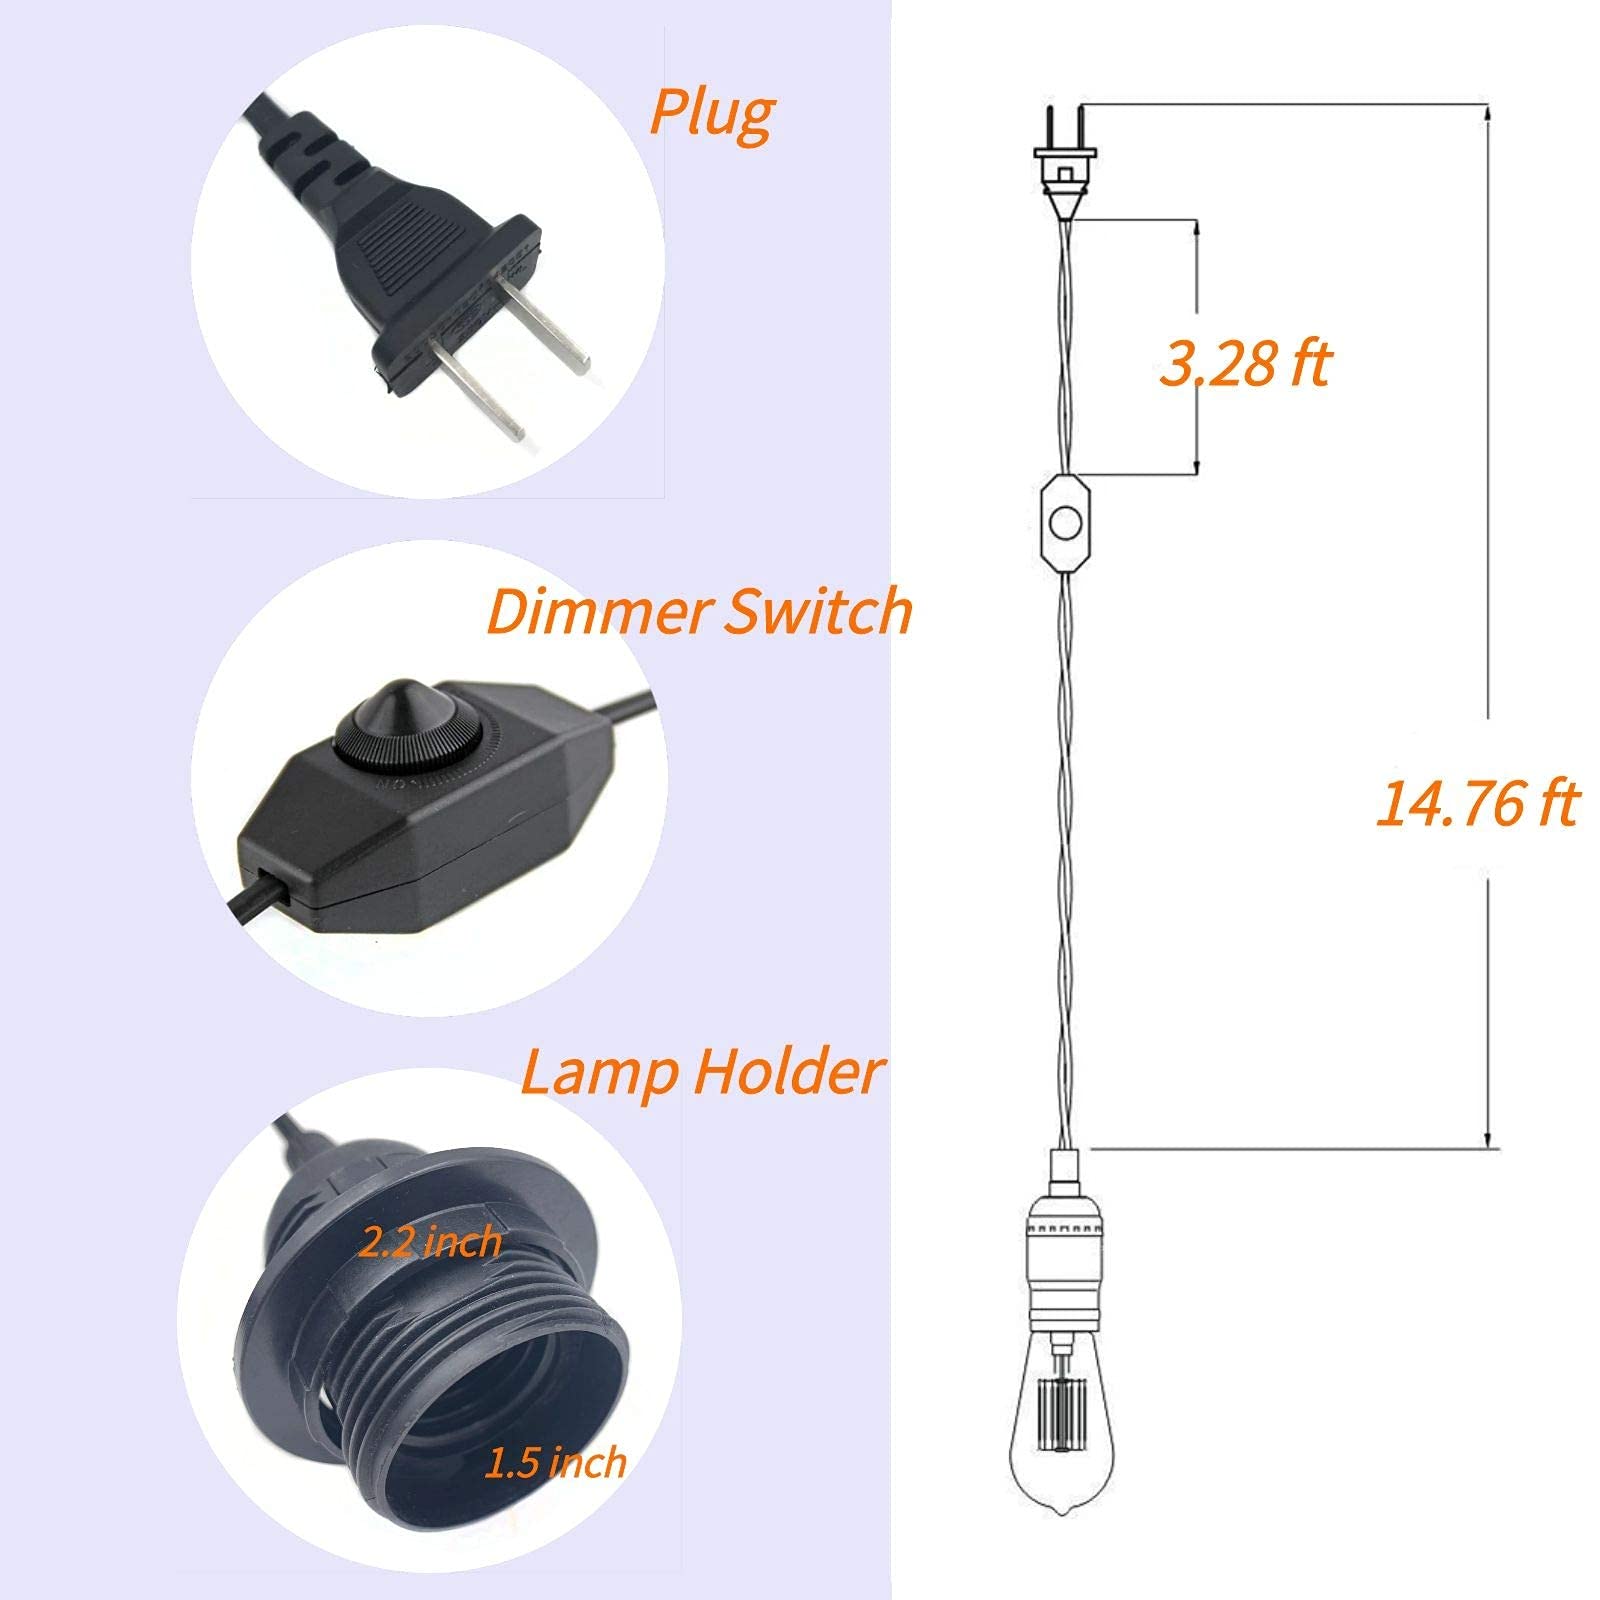 Plug
3.28 ft
Dimmer Switch
14.76 ft
Lamp Holder
2.2 inch
1.5 inch